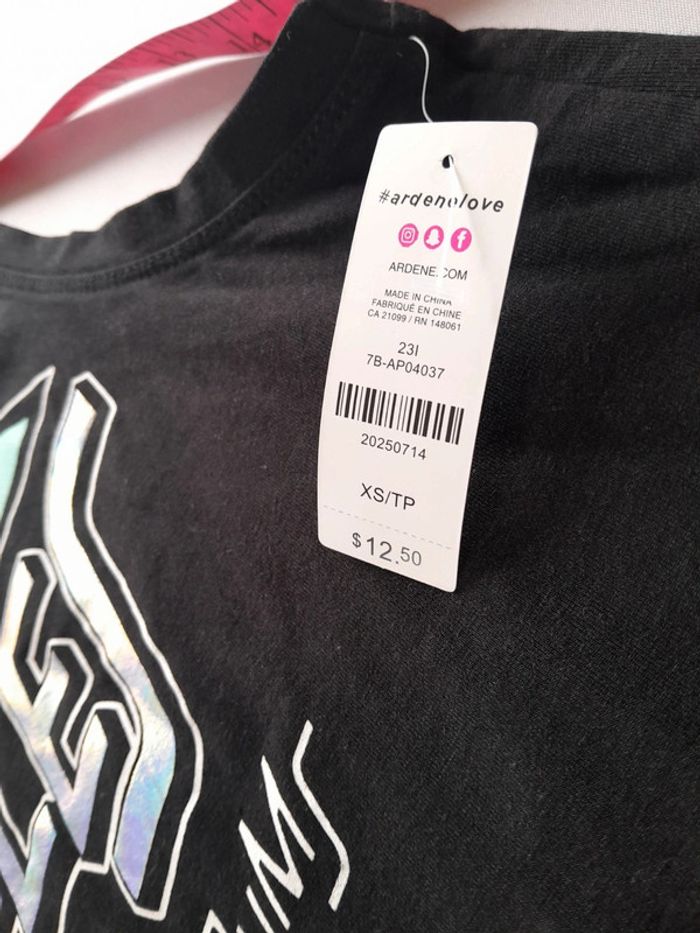 14
#ardenelove
ARDENE.COM
MADE IN CHINA
FABRIQUÉ EN CHINE
CA 21099 / RN 148061
23I
7B-AP04037
20250714
XS/TP
$12.50